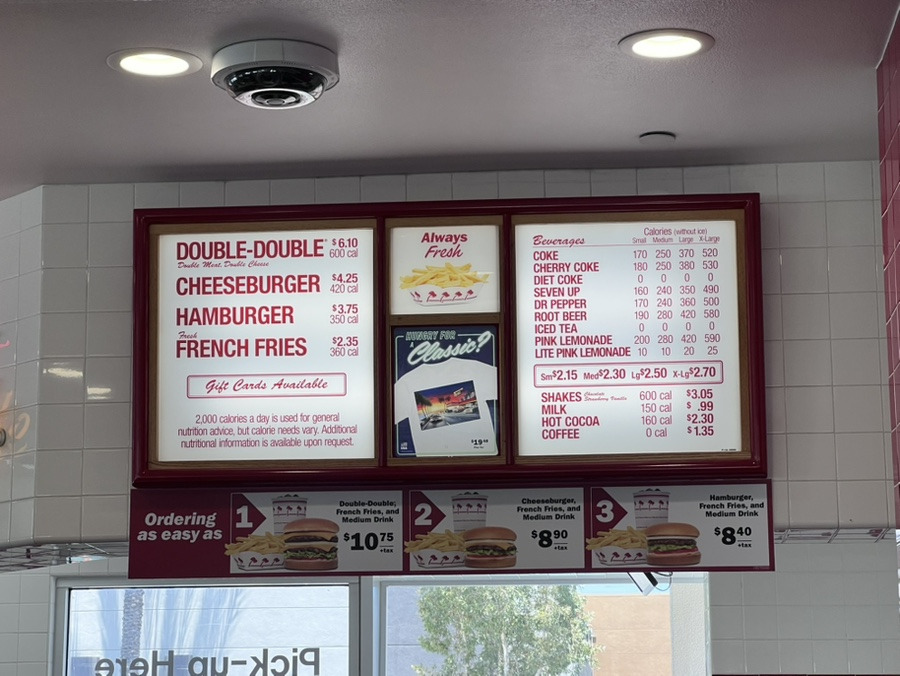 DOUBLE-DOUBLE® $6.10
Double Meat, Double Cheese 600 cal
CHEESEBURGER $4.25
420 cal
HAMBURGER $3.75
350 cal
Fresh
FRENCH FRIES $2.35
360 cal
Gift Cards Available
2,000 calories a day is used for general
nutrition advice, but calorie needs vary. Additional
nutritional information is available upon request.
Always
Fresh
HUNGRY FOR
A Classic?
$19
Beverages
Calories (without ice)
Small Medium Large X-Large
COKE 170 250 370 520
CHERRY COKE 180 250 380 530
DIET COKE 0 0 0 0
SEVEN UP 160 240 350 490
DR PEPPER 170 240 360 500
ROOT BEER 190 280 420 580
ICED TEA 0 0 0 0
PINK LEMONADE 200 280 420 590
LITE PINK LEMONADE 10 10 20 25
Sm$2.15 Med$2.30 Lg$2.50 X-Lg$2.70
SHAKES Chocolate Strawberry Vanilla 600 cal $3.05
MILK 150 cal $ .99
HOT COCOA 160 cal $2.30
COFFEE 0 cal $1.35
Ordering
as easy as
1
Double-Double,
French Fries, and
Medium Drink
$10 75
+tax
2
Cheeseburger,
French Fries, and
Medium Drink
$8 90
+tax
3
Hamburger,
French Fries, and
Medium Drink
$8 40
+tax
Pick-up Here